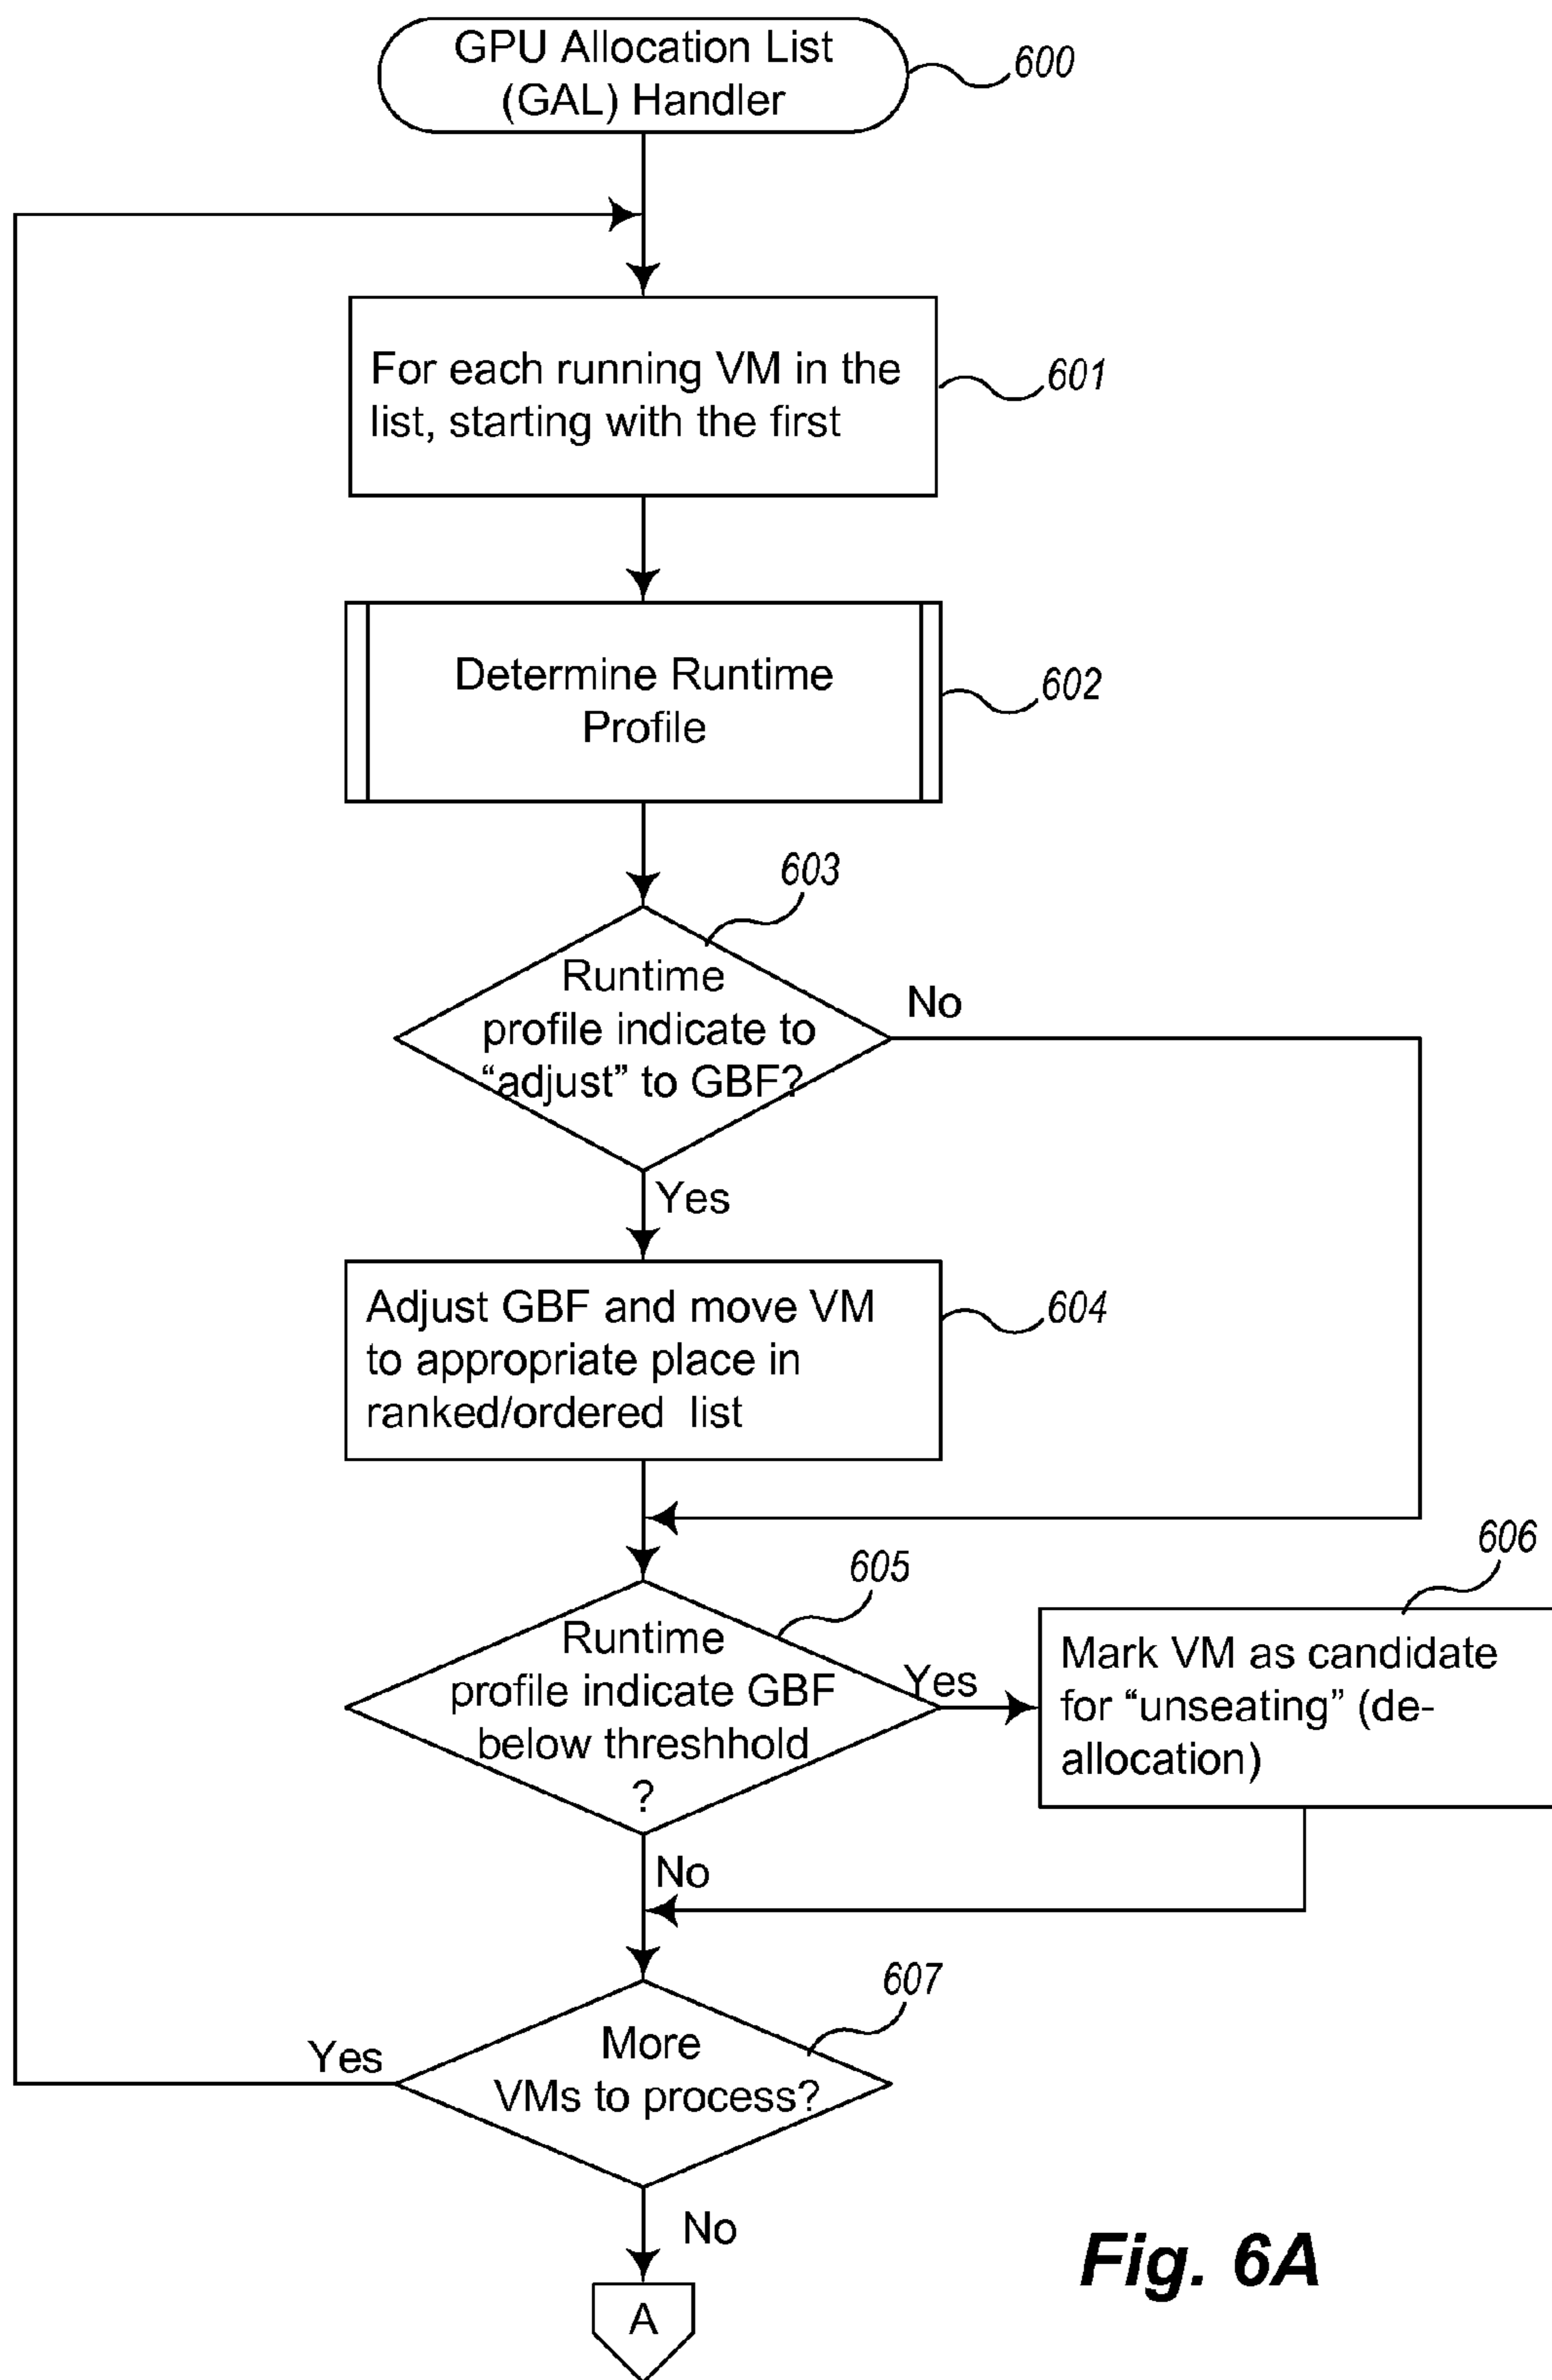 GPU Allocation List
(GAL) Handler
600
For each running VM in the
list, starting with the first
601
Determine Runtime
Profile
602
603
Runtime
profile indicate to
“adjust” to GBF?
No
Yes
Adjust GBF and move VM
to appropriate place in
ranked/ordered list
604
605
606
Runtime
profile indicate GBF
below threshhold
?
Yes
Mark VM as candidate
for “unseating” (de-
allocation)
No
607
More
VMs to process?
Yes
No
A
Fig. 6A